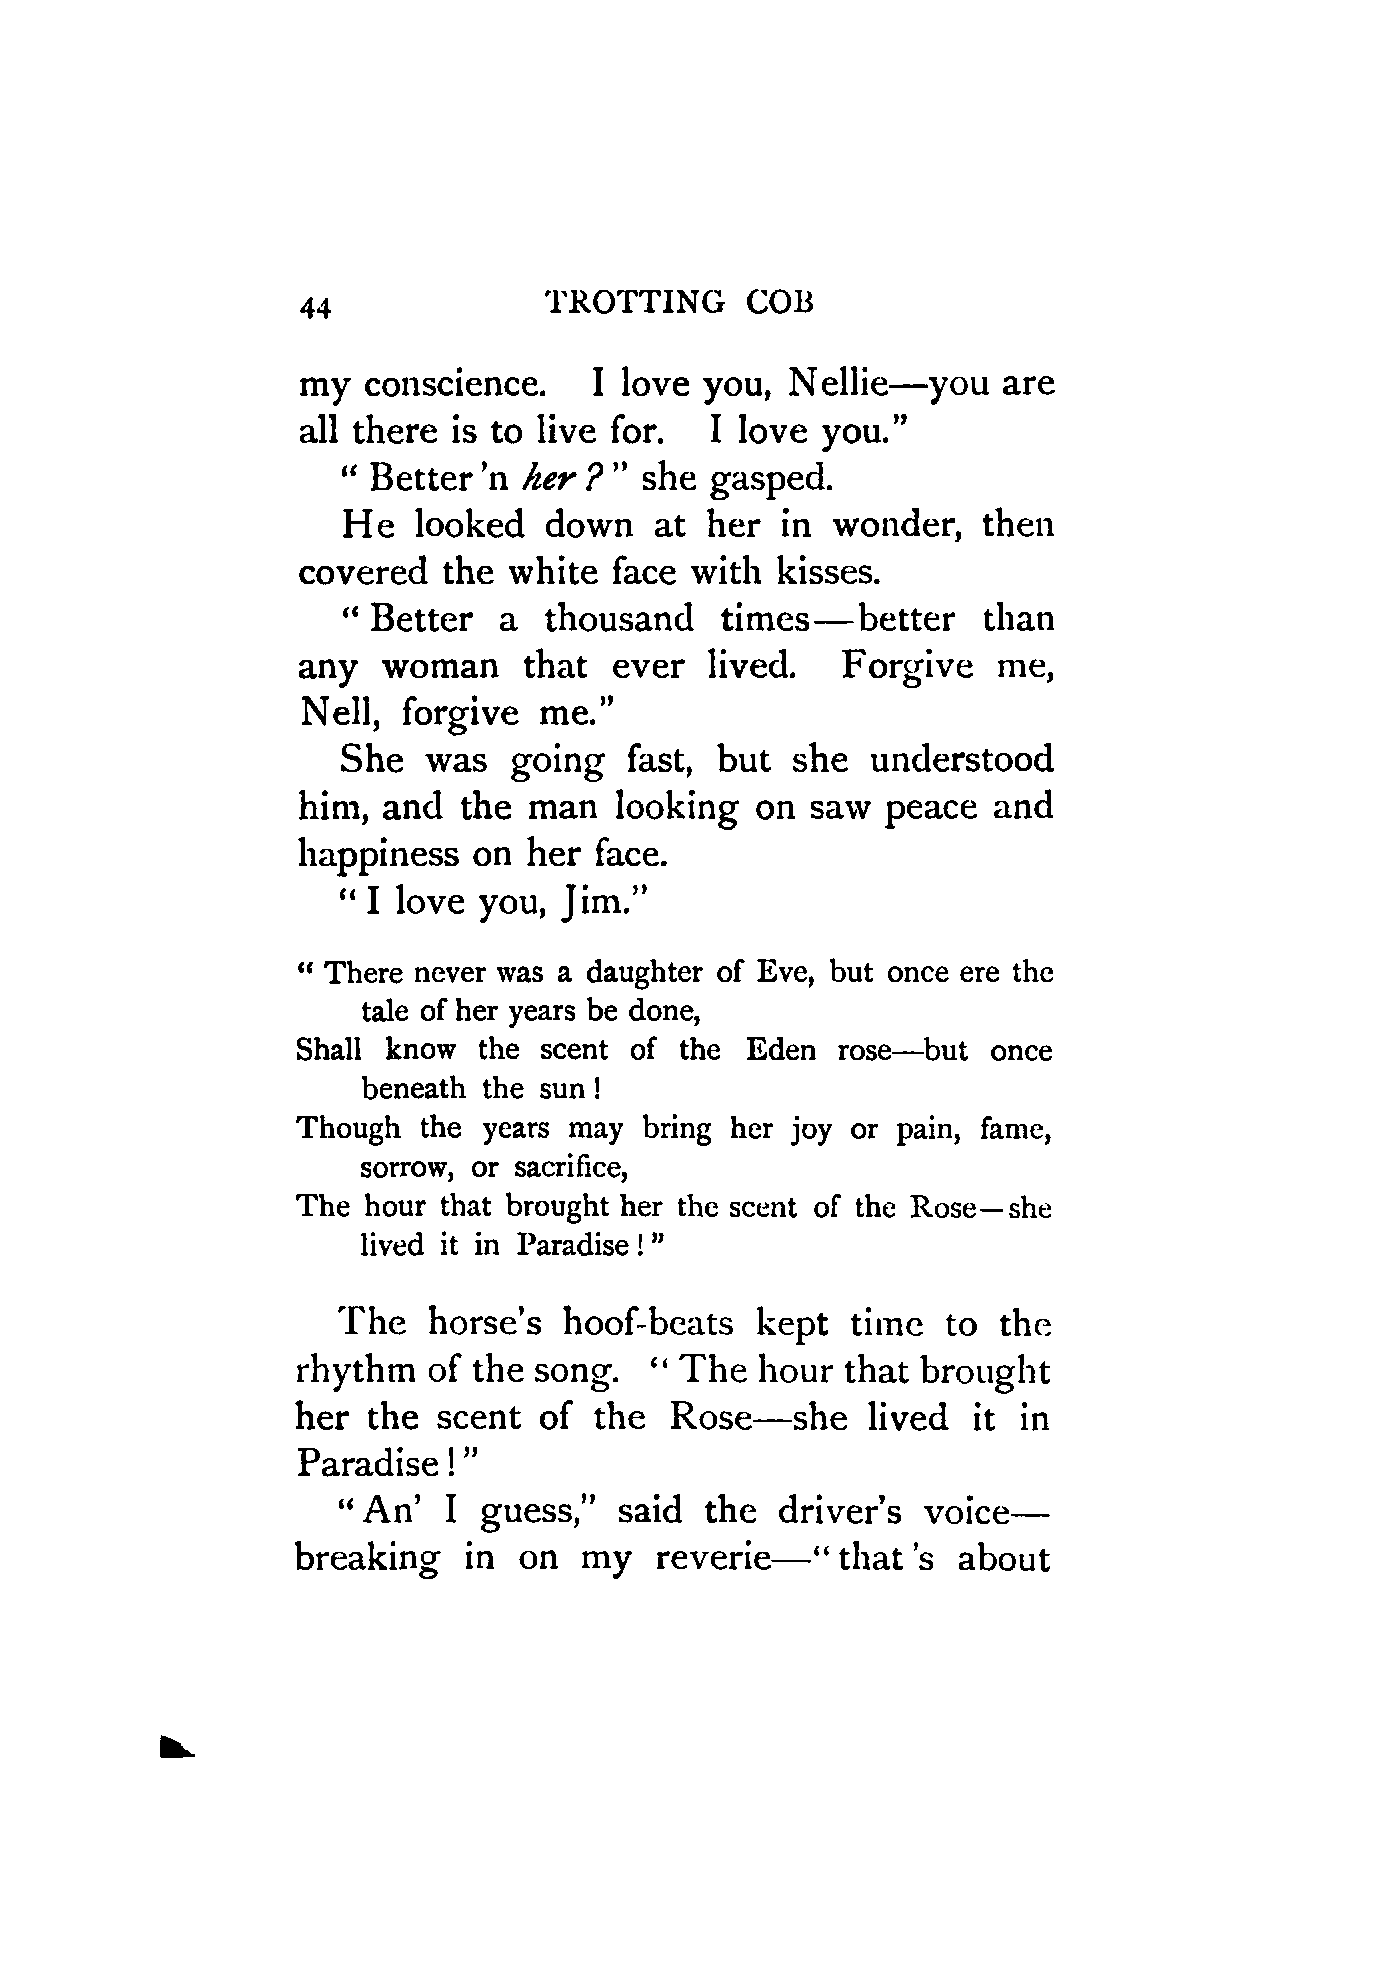 44 TROTTING COB
my conscience. I love you, Nellie—you are
all there is to live for. I love you."
" Better 'n her ? " she gasped.
He looked down at her in wonder, then
covered the white face with kisses.
" Better a thousand times—better than
any woman that ever lived. Forgive me,
Nell, forgive me."
She was going fast, but she understood
him, and the man looking on saw peace and
happiness on her face.
" I love you, Jim."
" There never was a daughter of Eve, but once ere the
tale of her years be done,
Shall know the scent of the Eden rose—but once
beneath the sun !
Though the years may bring her joy or pain, fame,
sorrow, or sacrifice,
The hour that brought her the scent of the Rose—she
lived it in Paradise ! "
The horse's hoof-beats kept time to the
rhythm of the song. " The hour that brought
her the scent of the Rose—she lived it in
Paradise ! "
" An' I guess," said the driver's voice—
breaking in on my reverie—" that 's about